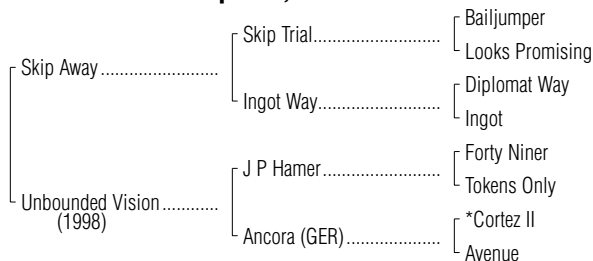 Bailjumper
Skip Trial
Looks Promising
Skip Away
Diplomat Way
Ingot Way
Ingot
Forty Niner
J P Hamer
Tokens Only
Unbounded Vision
(1998)
*Cortez II
Ancora (GER)
Avenue